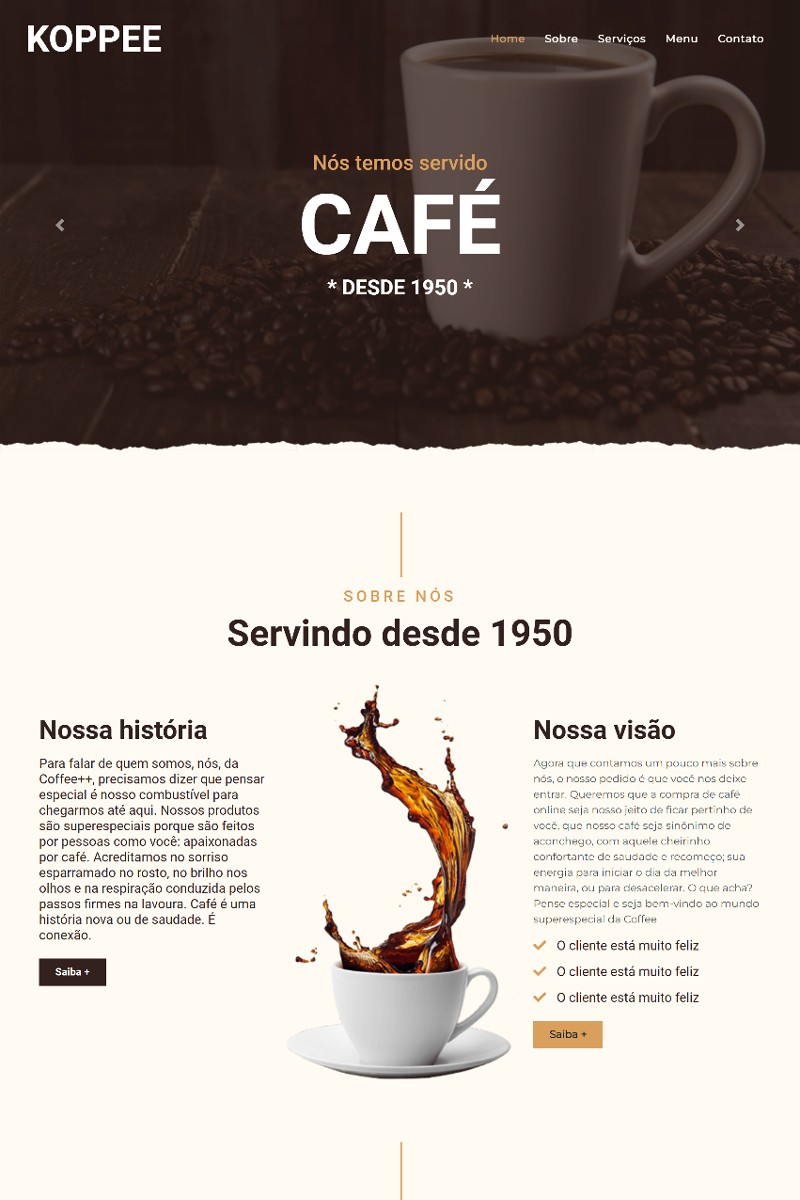 KOPPEE
Home Sobre Serviços Menu Contato
Nós temos servido
CAFÉ
* DESDE 1950 *
SOBRE NÓS
Servindo desde 1950
Nossa história
Para falar de quem somos, nós, da
Coffee++, precisamos dizer que pensar
especial é nosso combustível para
chegarmos até aqui. Nossos produtos
são superespeciais porque são feitos
por pessoas como você: apaixonadas
por café. Acreditamos no sorriso
esparramado no rosto, no brilho nos
olhos e na respiração conduzida pelos
passos firmes na lavoura. Café é uma
história nova ou de saudade. É
conexão.
Saiba +
Nossa visão
Agora que contamos um pouco mais sobre
nós, o nosso pedido é que você nos deixe
entrar. Queremos que a compra de café
online seja nosso jeito de ficar pertinho de
você, que nosso café seja sinônimo de
aconchego, com aquele cheirinho
confortante de saudade e recomeço; sua
energia para iniciar o dia da melhor
maneira, ou para desacelerar. O que acha?
Pense especial e seja bem-vindo ao mundo
superespecial da Coffee
O cliente está muito feliz
O cliente está muito feliz
O cliente está muito feliz
Saiba +